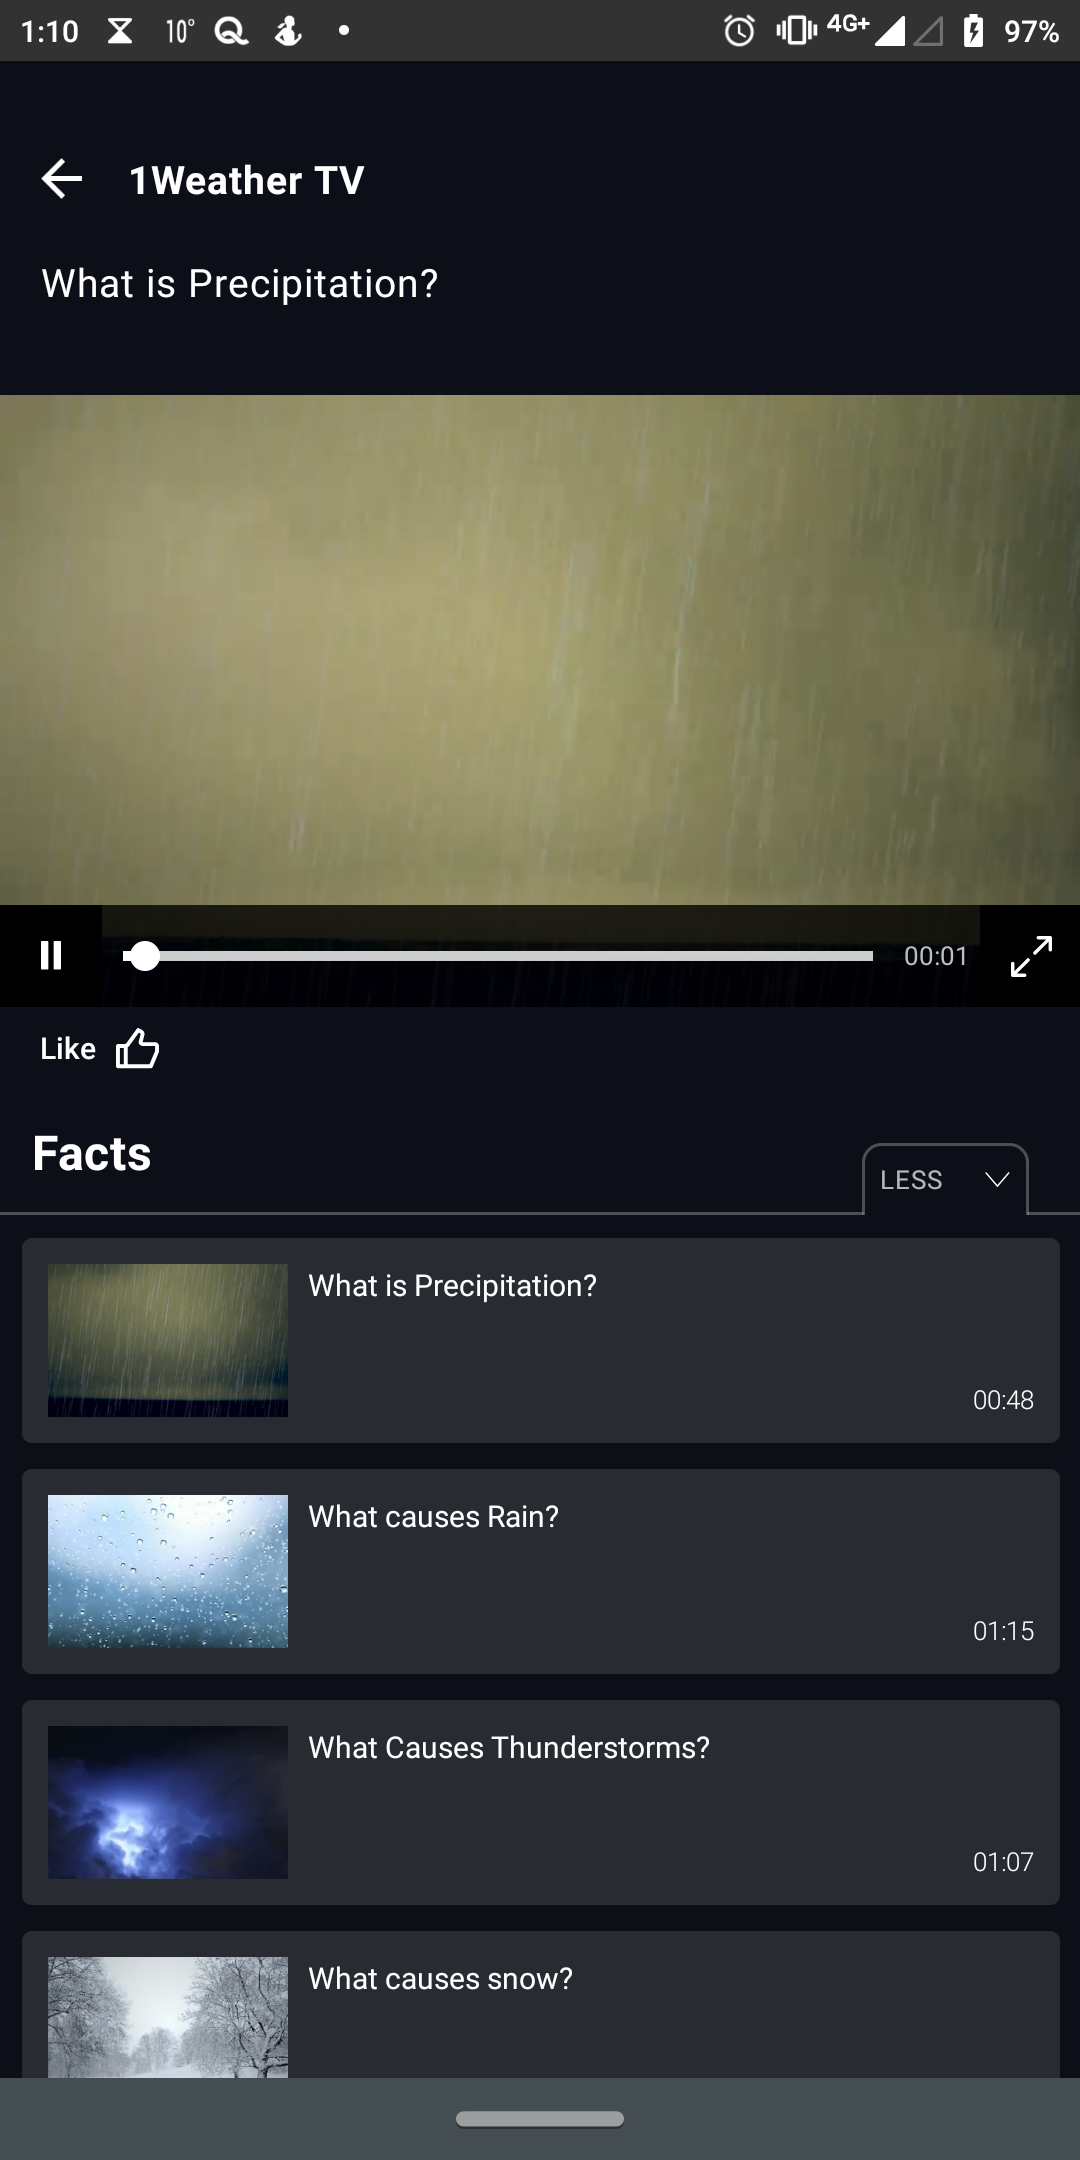 1:10 10° 4G+ 97%
1Weather TV
What is Precipitation?
00:01
Like
Facts
LESS
What is Precipitation?
00:48
What causes Rain?
01:15
What Causes Thunderstorms?
01:07
What causes snow?